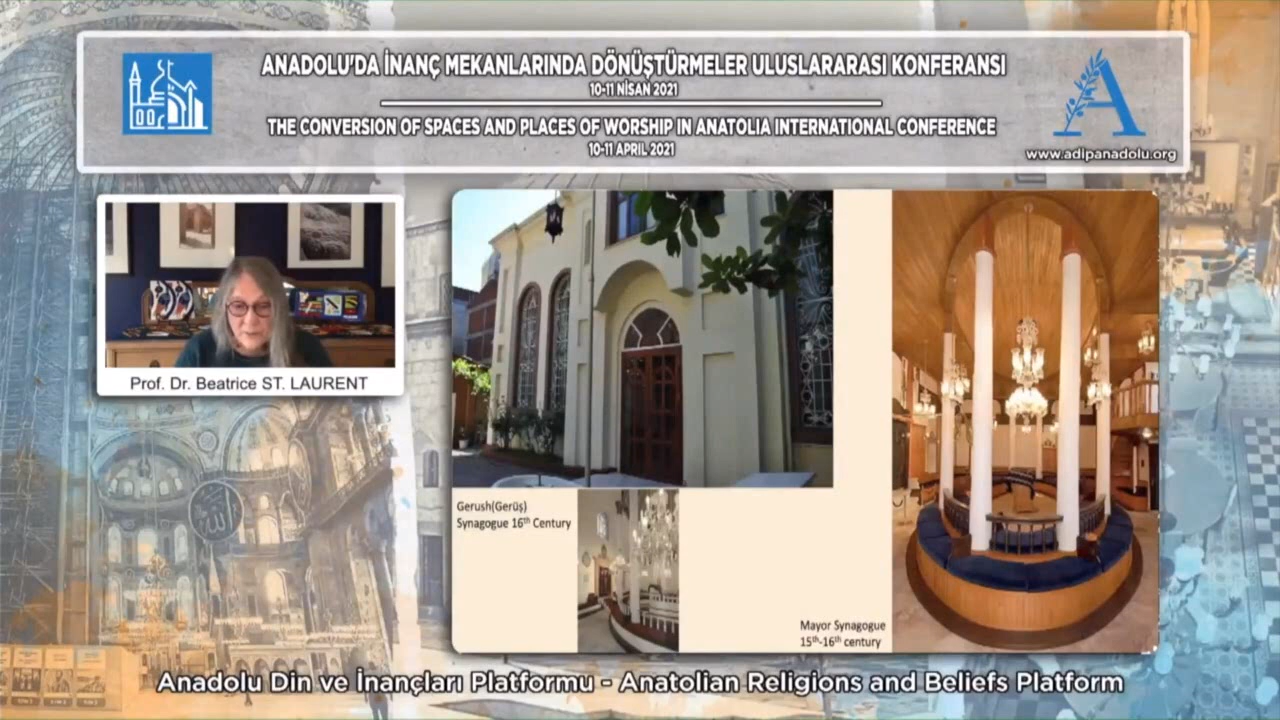 ANADOLU'DA İNANÇ MEKANLARINDA DÖNÜŞTÜRMELER ULUSLARARASI KONFERANSI
10-11 NİSAN 2021
THE CONVERSION OF SPACES AND PLACES OF WORSHIP IN ANATOLIA INTERNATIONAL CONFERENCE
10-11 APRIL 2021
www.adipanadolu.org
Prof. Dr. Beatrice ST. LAURENT
Gerush(Gerüş)
Synagogue 16th Century
Mayor Synagogue
15th-16th century
Anadolu Din ve İnançları Platformu - Anatolian Religions and Beliefs Platform